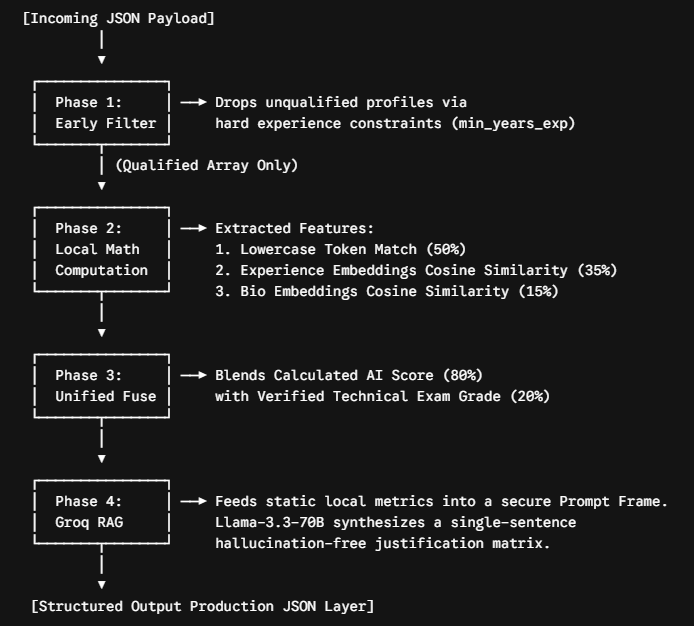 [Incoming JSON Payload]
Phase 1: Drops unqualified profiles via
Early Filter hard experience constraints (min_years_exp)
(Qualified Array Only)
Phase 2: Extracted Features:
Local Math 1. Lowercase Token Match (50%)
Computation 2. Experience Embeddings Cosine Similarity (35%)
3. Bio Embeddings Cosine Similarity (15%)
Phase 3: Blends Calculated AI Score (80%)
Unified Fuse with Verified Technical Exam Grade (20%)
Phase 4: Feeds static local metrics into a secure Prompt Frame.
Groq RAG Llama-3.3-70B synthesizes a single-sentence
hallucination-free justification matrix.
[Structured Output Production JSON Layer]